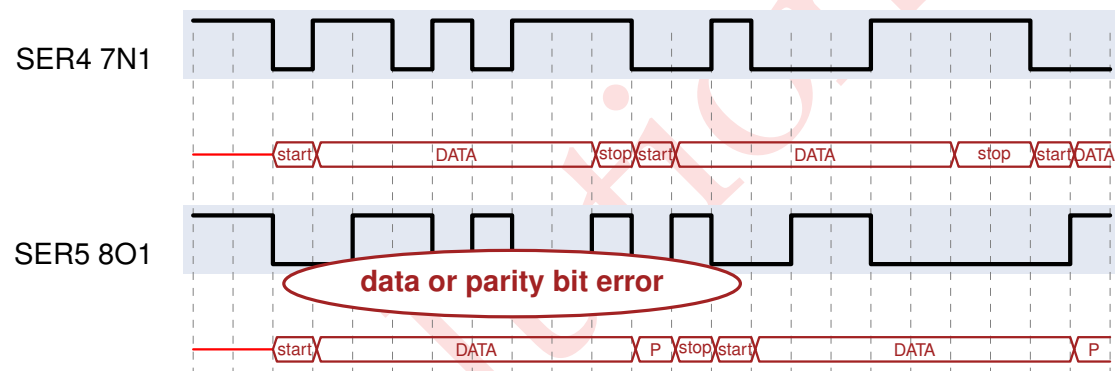 SER4 7N1
start DATA stop start DATA stop start DATA
SER5 8O1
data or parity bit error
start DATA P stop start DATA P